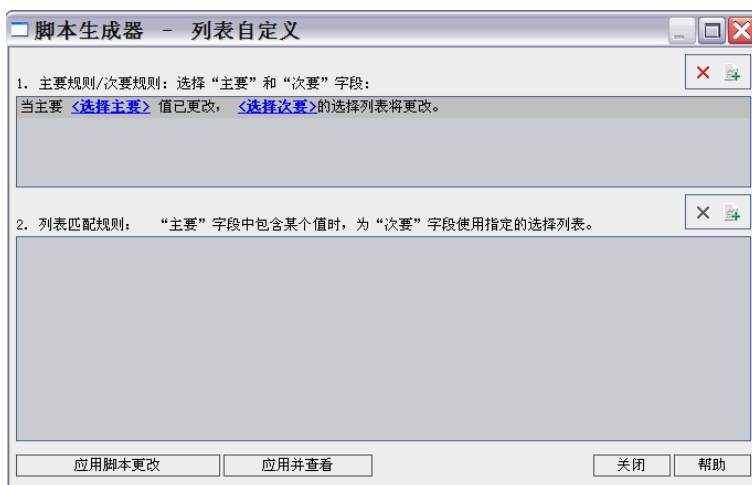 脚本生成器 - 列表自定义
1. 主要规则/次要规则: 选择“主要”和“次要”字段:
当主要 <选择主要> 值已更改, <选择次要>的选择列表将更改。
2. 列表匹配规则: “主要”字段中包含某个值时,为“次要”字段使用指定的选择列表。
应用脚本更改 应用并查看 关闭 帮助